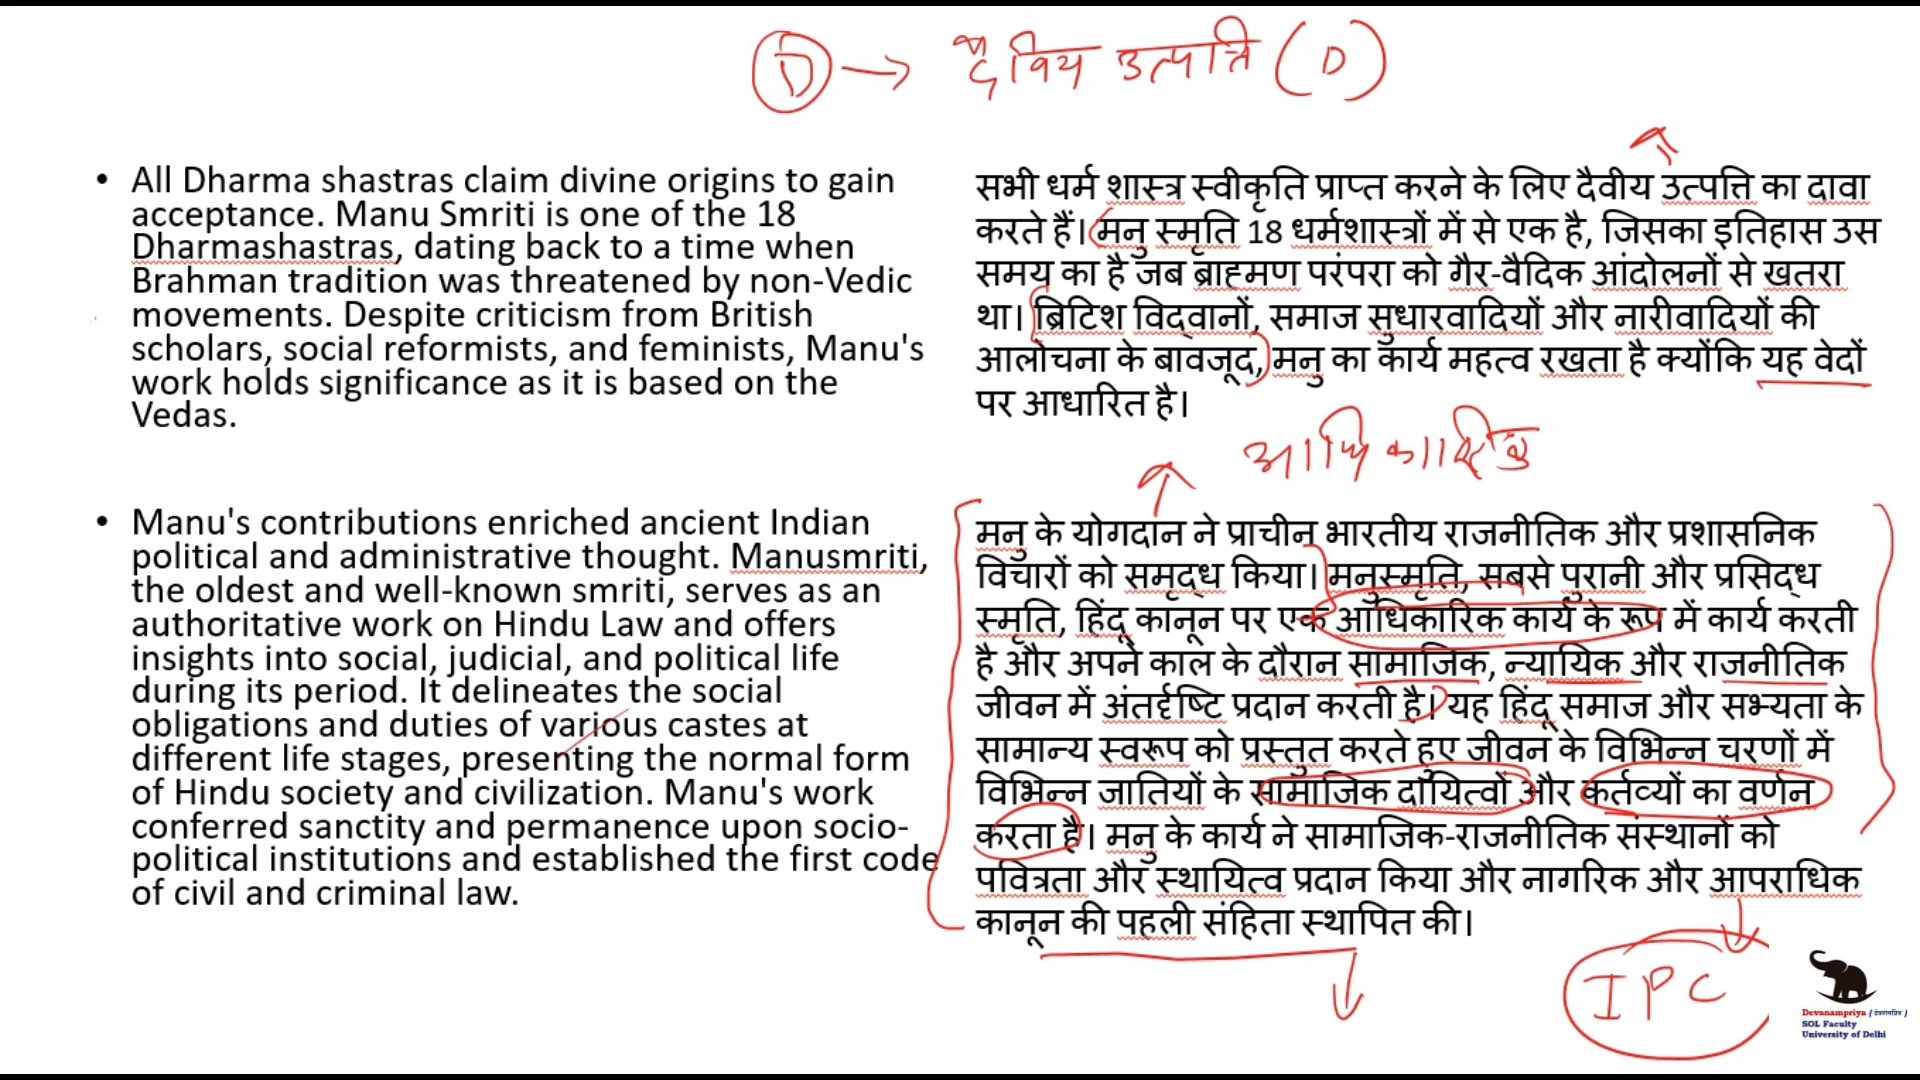 D → दैविय उत्पत्ति (D)
• All Dharma shastras claim divine origins to gain
acceptance. Manu Smriti is one of the 18
Dharmashastras, dating back to a time when
Brahman tradition was threatened by non-Vedic
movements. Despite criticism from British
scholars, social reformists, and feminists, Manu's
work holds significance as it is based on the
Vedas.
• Manu's contributions enriched ancient Indian
political and administrative thought. Manusmriti,
the oldest and well-known smriti, serves as an
authoritative work on Hindu Law and offers
insights into social, judicial, and political life
during its period. It delineates the social
obligations and duties of various castes at
different life stages, presenting the normal form
of Hindu society and civilization. Manu's work
conferred sanctity and permanence upon socio-
political institutions and established the first code
of civil and criminal law.
सभी धर्म शास्त्र स्वीकृति प्राप्त करने के लिए दैवीय उत्पत्ति का दावा
करते हैं। मनु स्मृति 18 धर्मशास्त्रों में से एक है, जिसका इतिहास उस
समय का है जब ब्राह्मण परंपरा को गैर-वैदिक आंदोलनों से खतरा
था। ब्रिटिश विद्वानों, समाज सुधारवादियों और नारीवादियों की
आलोचना के बावजूद, मनु का कार्य महत्व रखता है क्योंकि यह वेदों
पर आधारित है।
मनु के योगदान ने प्राचीन भारतीय राजनीतिक और प्रशासनिक
विचारों को समृद्ध किया। मनुस्मृति, सबसे पुरानी और प्रसिद्ध
स्मृति, हिंदू कानून पर एक आधिकारिक कार्य के रूप में कार्य करती
है और अपने काल के दौरान सामाजिक, न्यायिक और राजनीतिक
जीवन में अंतर्दृष्टि प्रदान करती है। यह हिंदू समाज और सभ्यता के
सामान्य स्वरूप को प्रस्तुत करते हुए जीवन के विभिन्न चरणों में
विभिन्न जातियों के सामाजिक दायित्वों और कर्तव्यों का वर्णन
करता है। मनु के कार्य ने सामाजिक-राजनीतिक संस्थानों को
पवित्रता और स्थायित्व प्रदान किया और नागरिक और आपराधिक
कानून की पहली संहिता स्थापित की।
IPC
Devanampriya (देवनामप्रिय)
SOL Faculty
University of Delhi